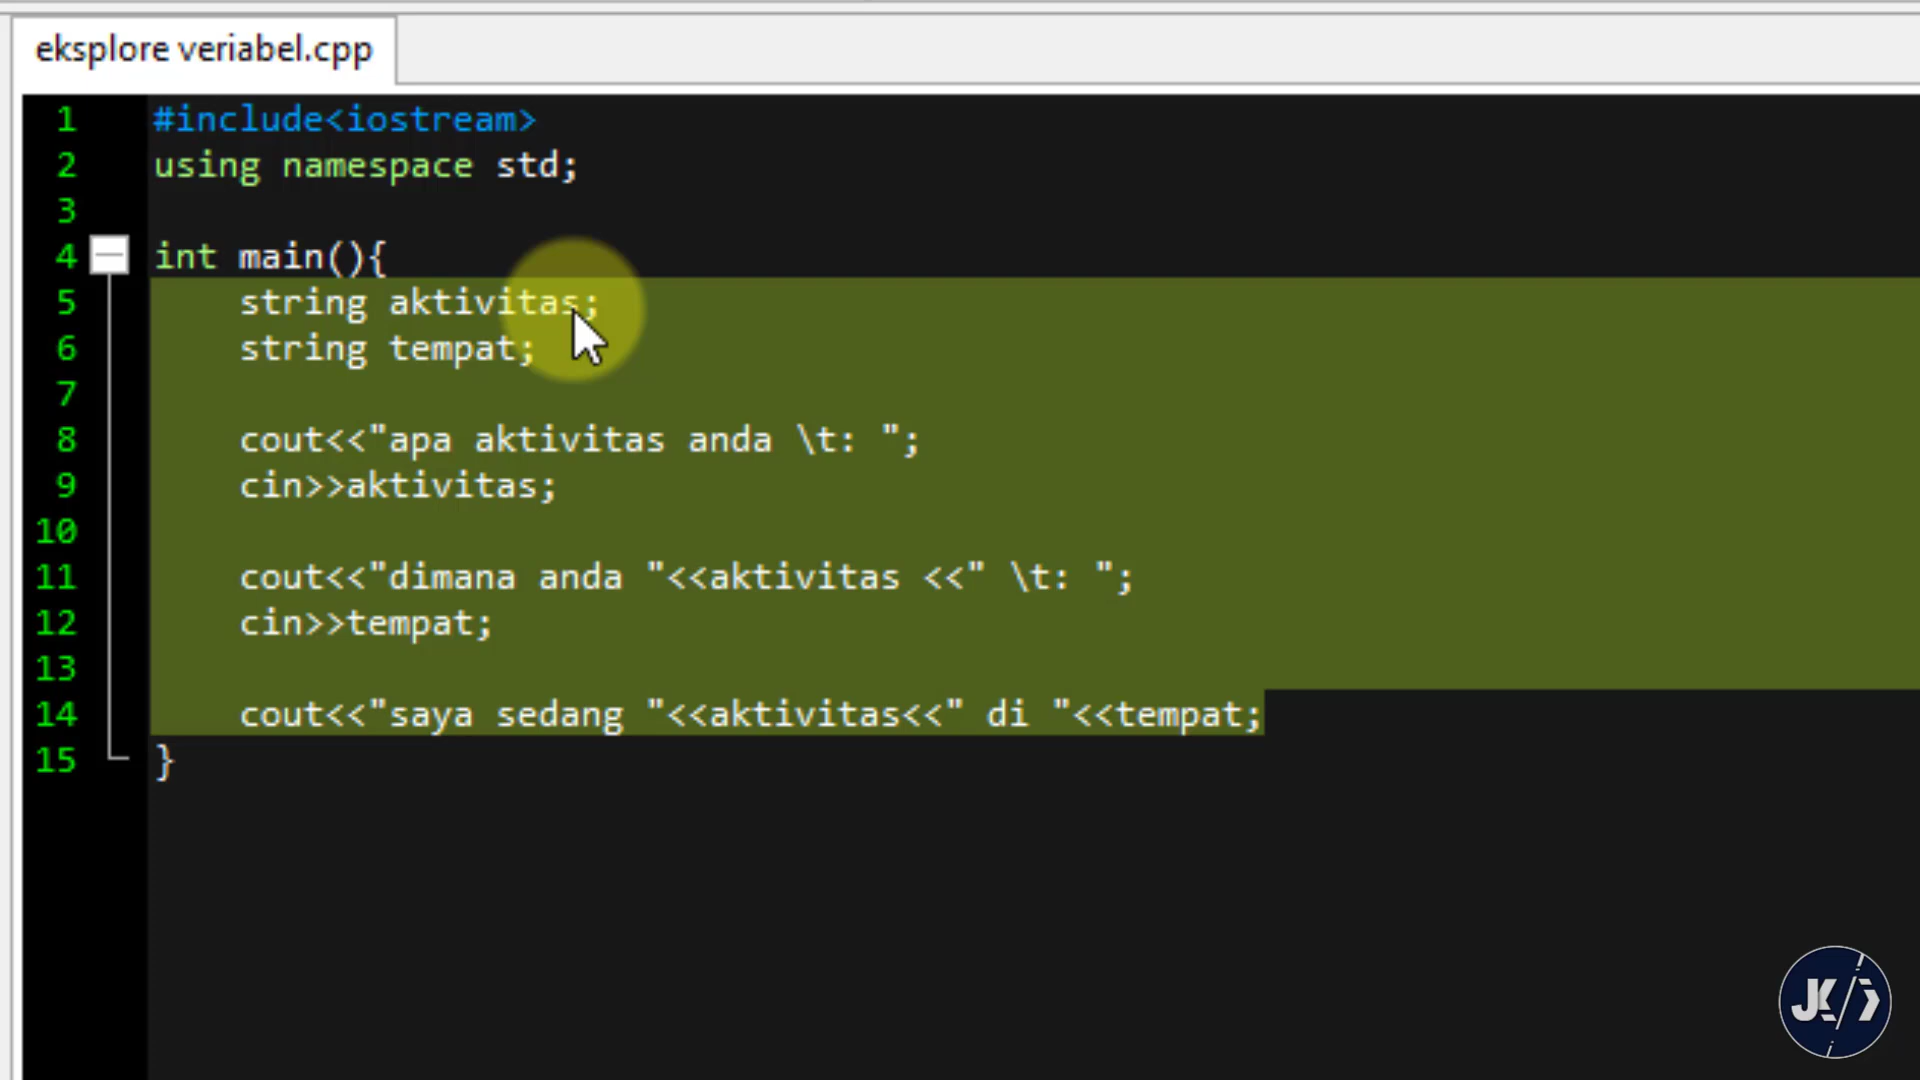 eksplore veriabel.cpp
1 #include<iostream>
2 using namespace std;
3
4 int main(){
5 string aktivitas;
6 string tempat;
7
8 cout<<"apa aktivitas anda \t: ";
9 cin>>aktivitas;
10
11 cout<<"dimana anda "<<aktivitas <<" \t: ";
12 cin>>tempat;
13
14 cout<<"saya sedang "<<aktivitas<<" di "<<tempat;
15 }
JK